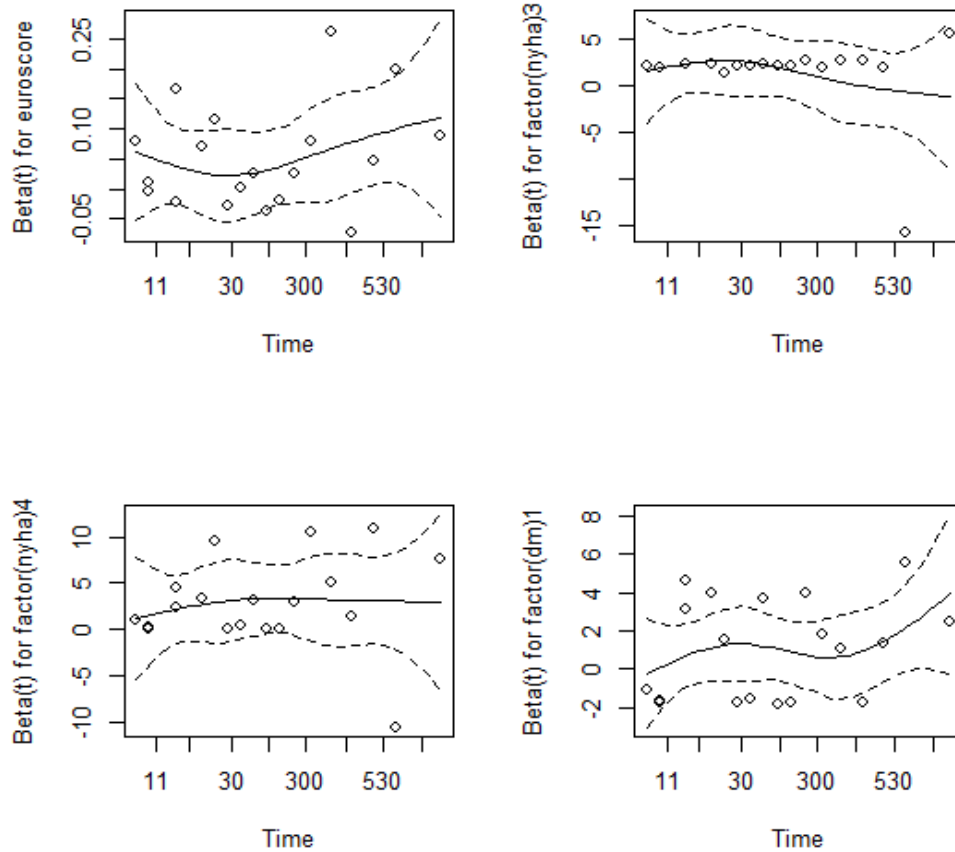 Beta(t) for euroscore
0.25
0.10
-0.05
11 30 300 530
Time
Beta(t) for factor(nyha)3
5
0
-5
-15
11 30 300 530
Time
Beta(t) for factor(nyha)4
10
5
0
-5
-10
11 30 300 530
Time
Beta(t) for factor(dm)1
8
6
4
2
0
-2
11 30 300 530
Time